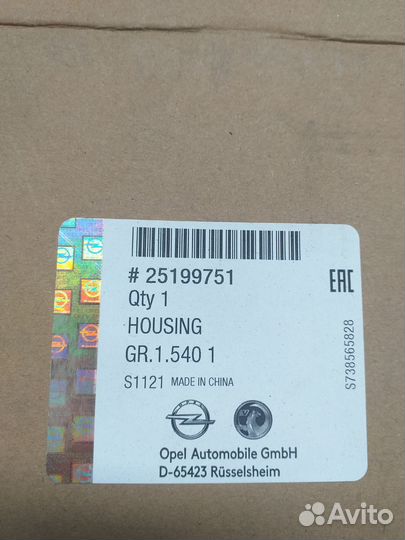 # 25199751
Qty 1
HOUSING
GR.1.540 1
S1121 MADE IN CHINA
Opel Automobile GmbH
D-65423 Rüsselsheim
EAC
S738565828
Avito